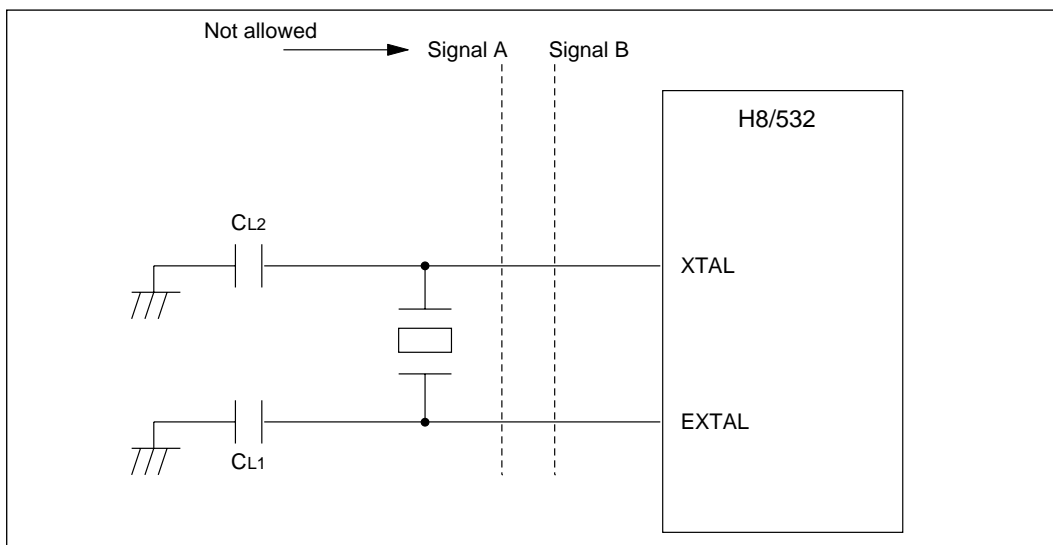 Not allowed
Signal A
Signal B
H8/532
CL2
XTAL
EXTAL
CL1